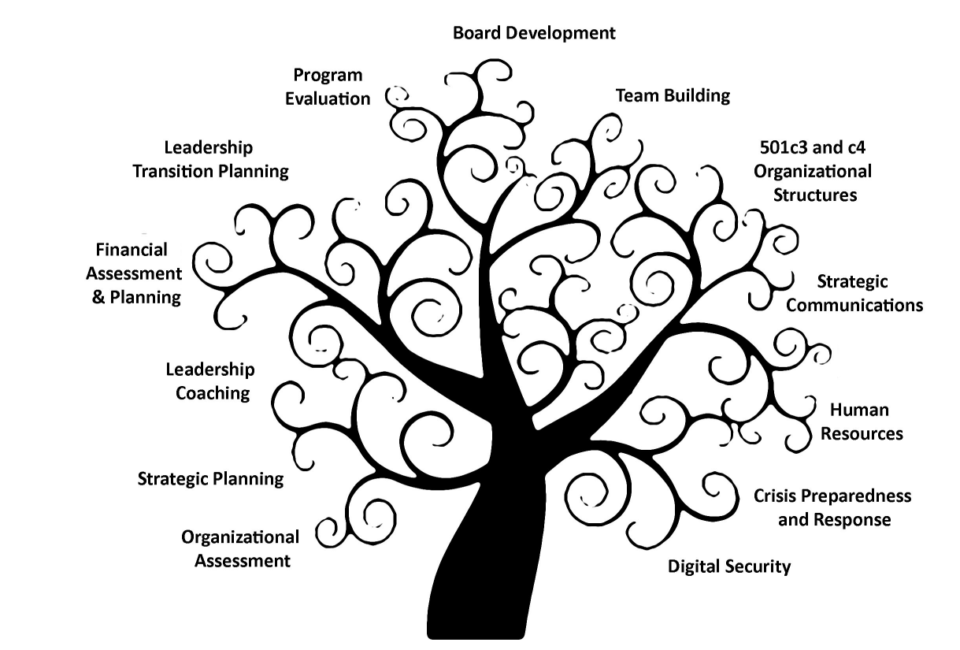 Board Development
Program
Evaluation
Team Building
Leadership
Transition Planning
501c3 and c4
Organizational
Structures
Financial
Assessment
& Planning
Strategic
Communications
Leadership
Coaching
Human
Resources
Strategic Planning
Crisis Preparedness
and Response
Organizational
Assessment
Digital Security